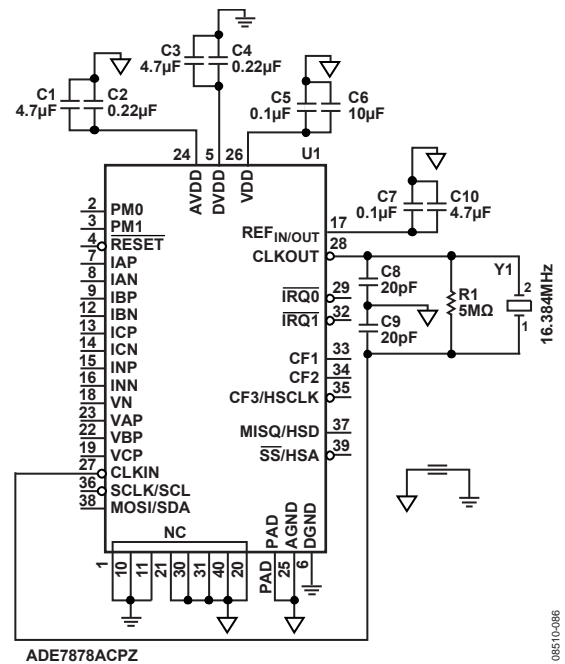 C3
4.7µF
C4
0.22µF
C1
4.7µF
C2
0.22µF
C5
0.1µF
C6
10µF
24
5
26
U1
AVDD
DVDD
VDD
C7
0.1µF
C10
4.7µF
2 PM0
3 PM1
4 RESET
7 IAP
8 IAN
9 IBP
12 IBN
13 ICP
14 ICN
15 INP
16 INN
18 VN
23 VAP
22 VBP
19 VCP
27 CLKIN
36 SCLK/SCL
38 MOSI/SDA
REFIN/OUT 17
CLKOUT 28
IRQ0 29
IRQ1 32
CF1 33
CF2 34
CF3/HSCLK 35
MISO/HSD 37
SS/HSA 39
C8
20pF
C9
20pF
R1
5MΩ
Y1
2
1
16.384MHz
NC
PAD
AGND
DGND
1
10
11
21
30
31
40
20
PAD
25
6
ADE7878ACPZ
08510-086